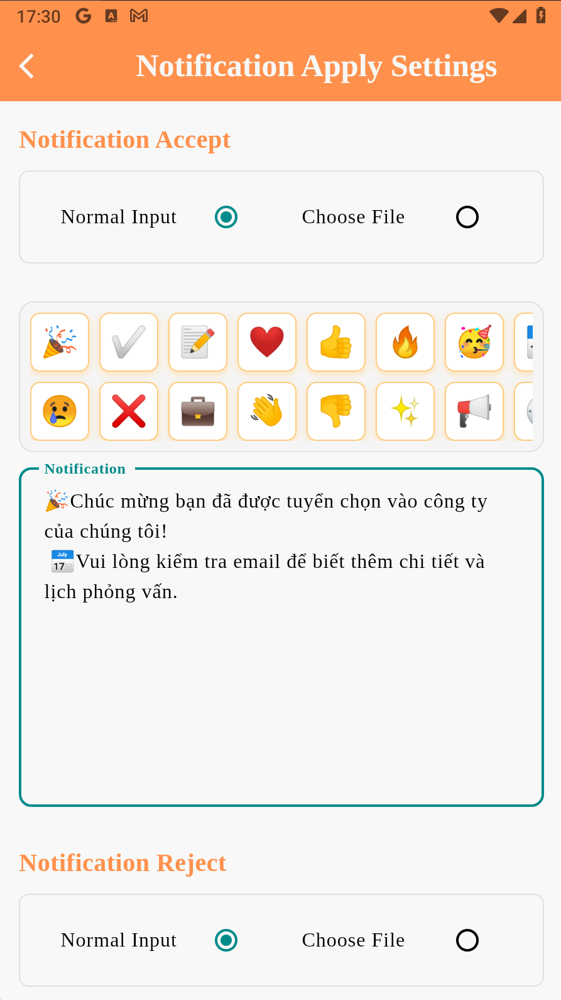 17:30
Notification Apply Settings
Notification Accept
Normal Input
Choose File
Notification
🎉Chúc mừng bạn đã được tuyển chọn vào công ty
của chúng tôi!
📅Vui lòng kiểm tra email để biết thêm chi tiết và
lịch phỏng vấn.
Notification Reject
Normal Input
Choose File